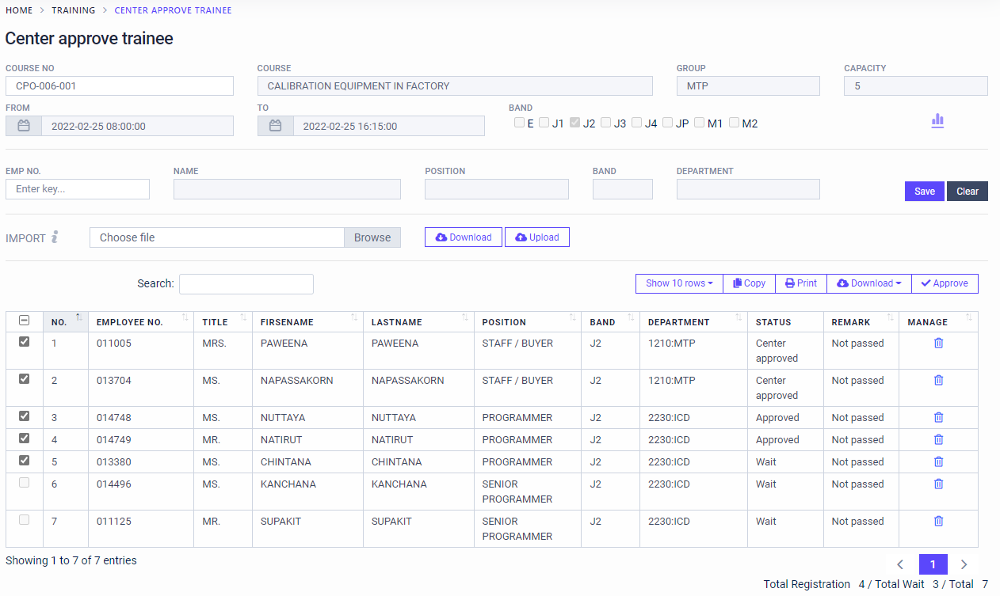 HOME > TRAINING > CENTER APPROVE TRAINEE
Center approve trainee
COURSE NO COURSE GROUP CAPACITY
CPO-006-001 CALIBRATION EQUIPMENT IN FACTORY MTP 5
FROM TO BAND
2022-02-25 08:00:00 2022-02-25 16:15:00 E J1 J2 J3 J4 JP M1 M2
EMP NO. NAME POSITION BAND DEPARTMENT
Enter key... Save Clear
IMPORT Choose file Browse Download Upload
Search: Show 10 rows Copy Print Download Approve
NO. EMPLOYEE NO. TITLE FIRSENAME LASTNAME POSITION BAND DEPARTMENT STATUS REMARK MANAGE
1 011005 MRS. PAWEENA PAWEENA STAFF / BUYER J2 1210:MTP Center Not passed
approved
2 013704 MS. NAPASSAKORN NAPASSAKORN STAFF / BUYER J2 1210:MTP Center Not passed
approved
3 014748 MS. NUTTAYA NUTTAYA PROGRAMMER J2 2230:ICD Approved Not passed
4 014749 MR. NATIRUT NATIRUT PROGRAMMER J2 2230:ICD Approved Not passed
5 013380 MS. CHINTANA CHINTANA PROGRAMMER J2 2230:ICD Wait Not passed
6 014496 MS. KANCHANA KANCHANA SENIOR J2 2230:ICD Wait Not passed
PROGRAMMER
7 011125 MR. SUPAKIT SUPAKIT SENIOR J2 2230:ICD Wait Not passed
PROGRAMMER
Showing 1 to 7 of 7 entries
1
Total Registration 4 / Total Wait 3 / Total 7